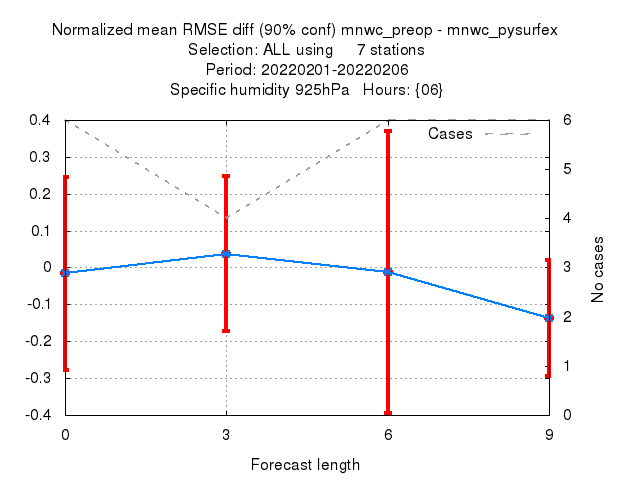 Normalized mean RMSE diff (90% conf) mnwc_preop - mnwc_pysurfex
Selection: ALL using 7 stations
Period: 20220201-20220206
Specific humidity 925hPa Hours: {06}
Cases
0.4
0.3
0.2
0.1
0
-0.1
-0.2
-0.3
-0.4
6
5
4
3
2
1
0
No cases
0 3 6 9
Forecast length